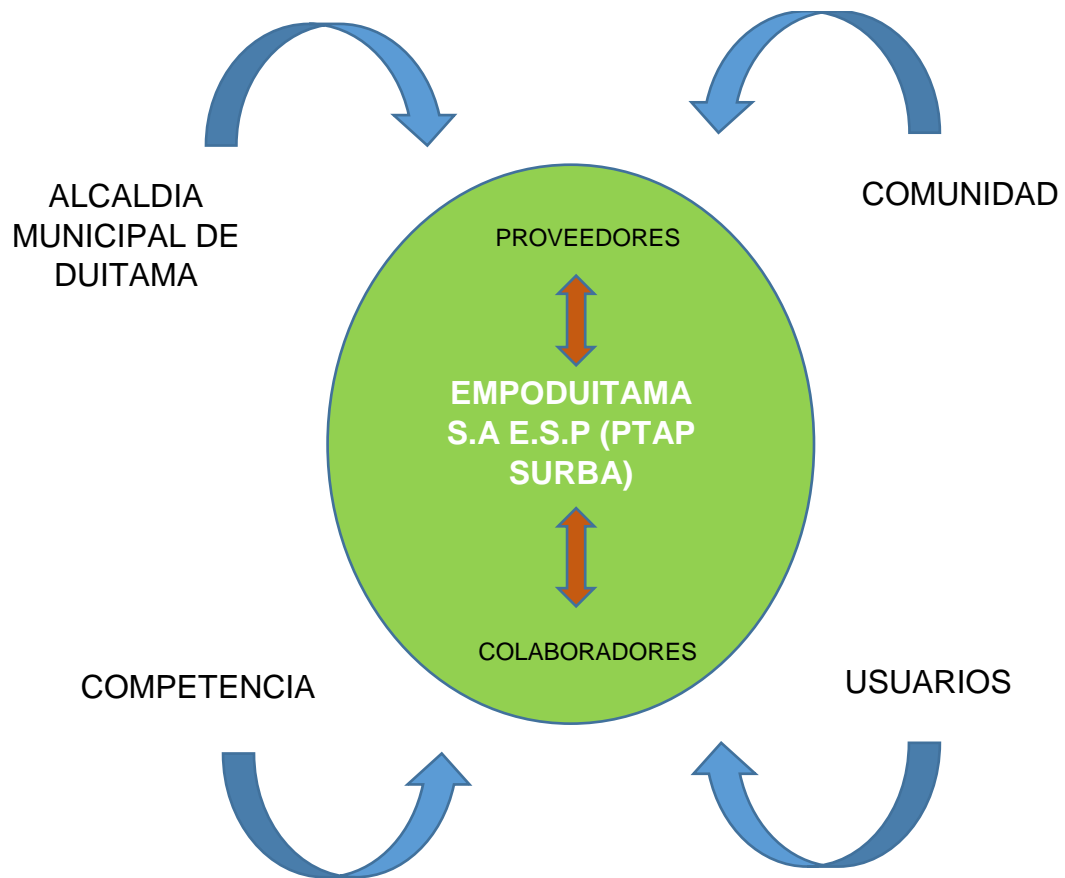 ALCALDIA
MUNICIPAL DE
DUITAMA
COMUNIDAD
PROVEEDORES
EMPODUITAMA
S.A E.S.P (PTAP
SURBA)
COLABORADORES
COMPETENCIA
USUARIOS